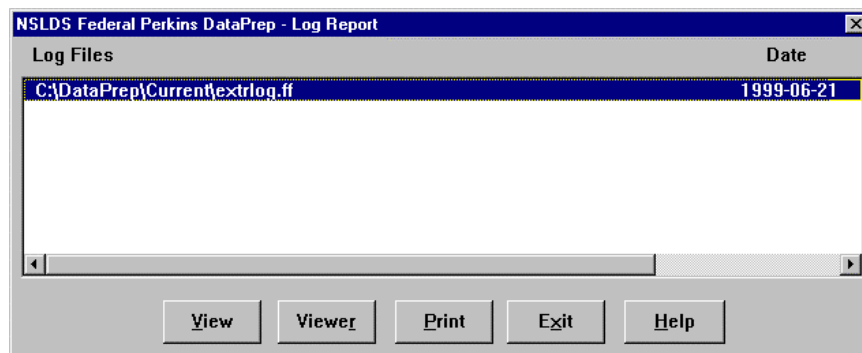 NSLDS Federal Perkins DataPrep - Log Report
Log Files Date
C:\DataPrep\Current\extrlog.ff 1999-06-21
View Viewer Print Exit Help